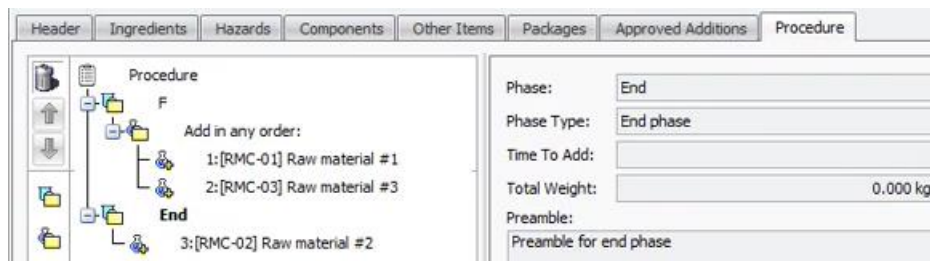 Header Ingredients Hazards Components Other Items Packages Approved Additions Procedure
Procedure
F
Add in any order:
1:[RMC-01] Raw material #1
2:[RMC-03] Raw material #3
End
3:[RMC-02] Raw material #2
Phase: End
Phase Type: End phase
Time To Add:
Total Weight: 0.000 kg
Preamble:
Preamble for end phase